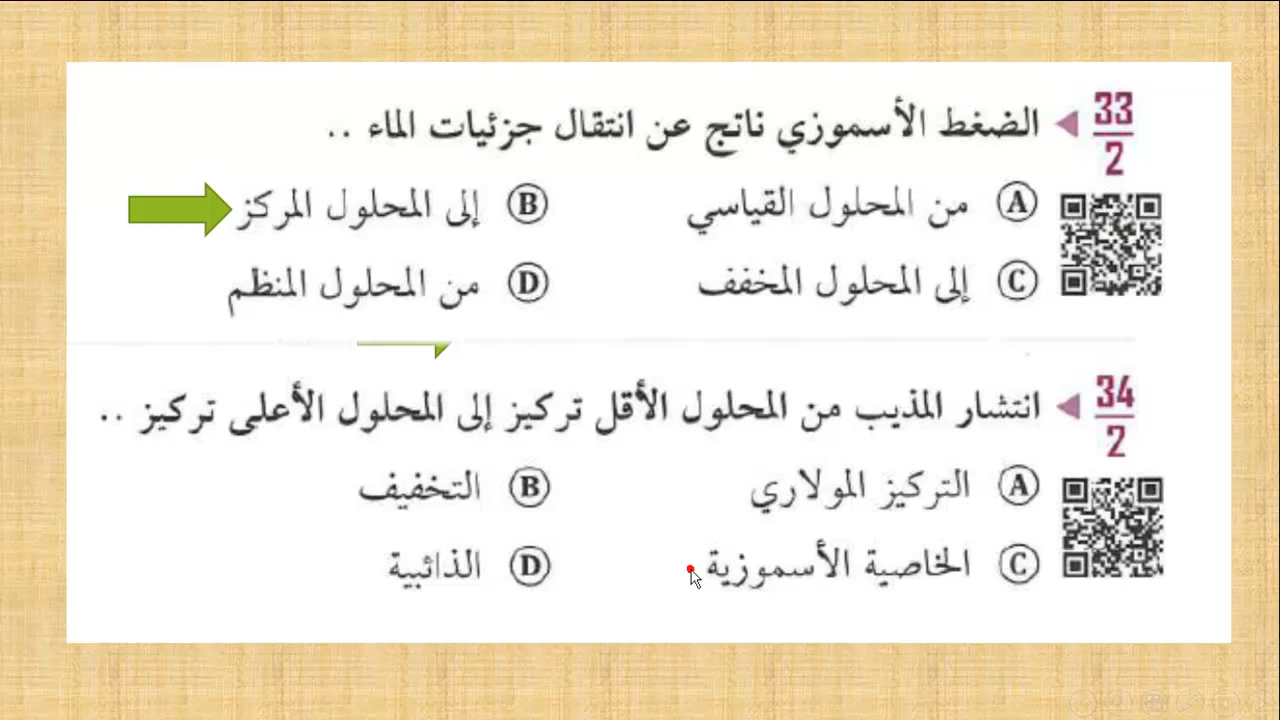 33/2 ◀ الضغط الأسموزي ناتج عن انتقال جزئيات الماء ..
A من المحلول القياسي B إلى المحلول المركز
C إلى المحلول المخفف D من المحلول المنظم
34/2 ◀ انتشار المذيب من المحلول الأقل تركيز إلى المحلول الأعلى تركيز ..
A التركيز المولاري B التخفيف
C الخاصية الأسموزية D الذائبية